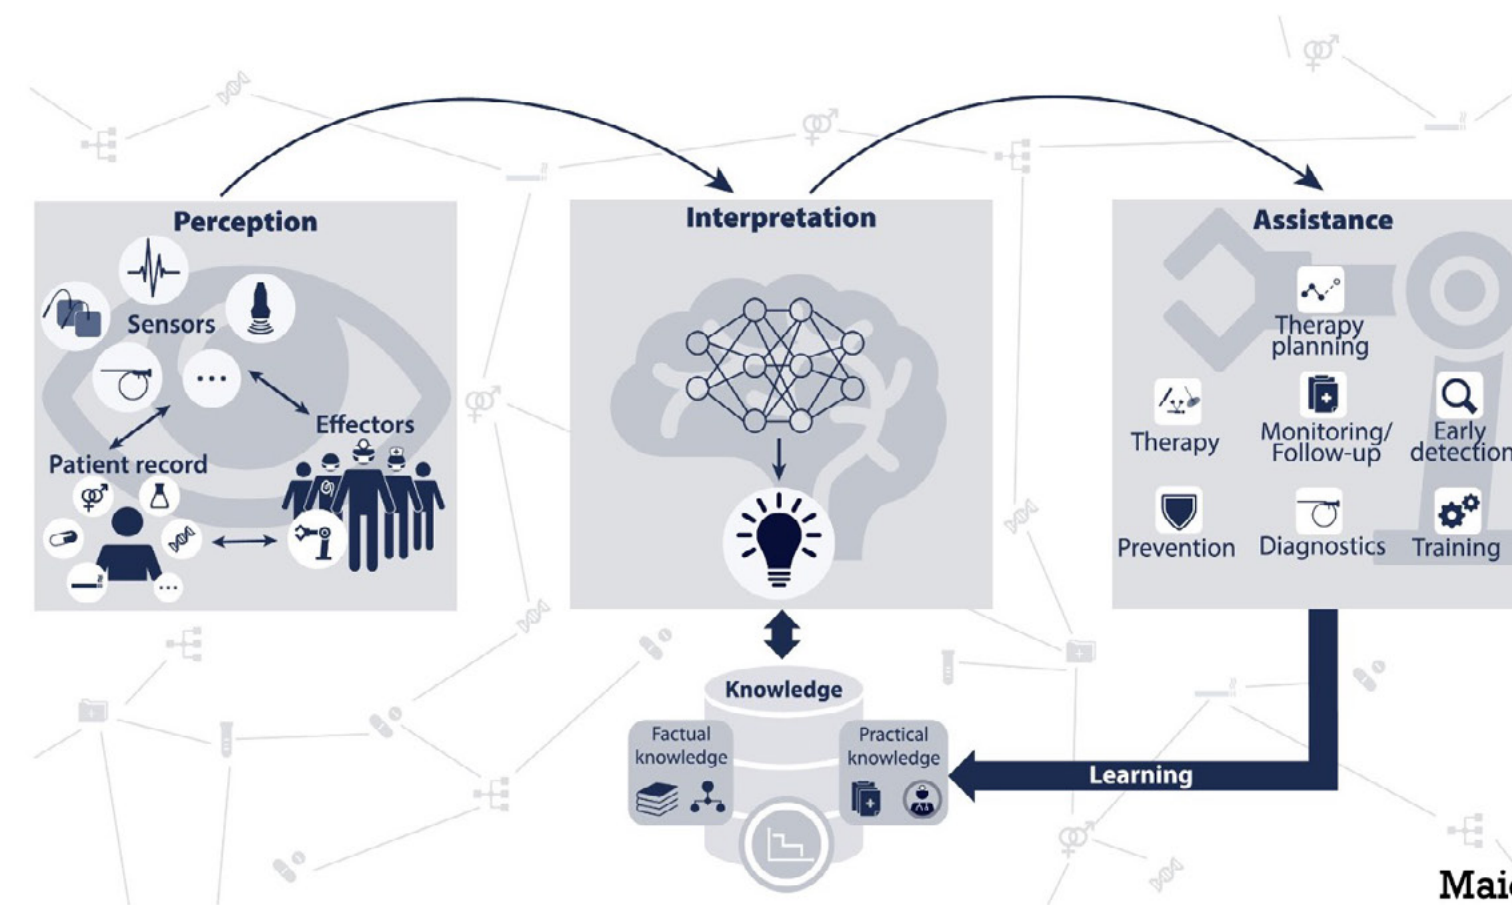 Perception
Sensors
Effectors
Patient record
Interpretation
Assistance
Therapy
planning
Therapy
Monitoring/
Follow-up
Early
detection
Prevention
Diagnostics
Training
Knowledge
Factual
knowledge
Practical
knowledge
Learning